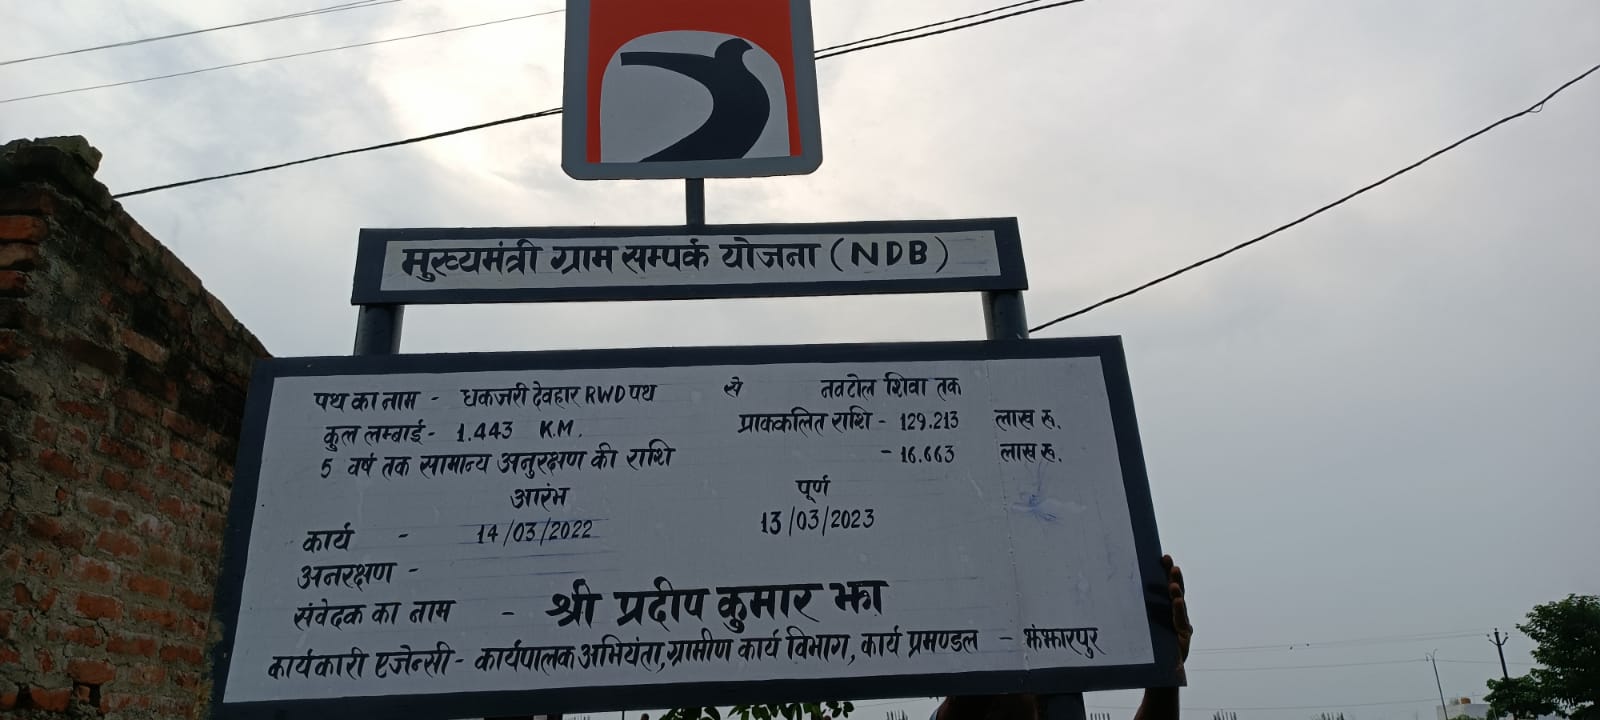 मुख्यमंत्री ग्राम सम्पर्क योजना (NDB)
पथ का नाम - धकजरी देवहार RWD पथ से नवटोल शिवा तक
कुल लम्बाई - 1.443 K.M. प्राक्कलित राशि - 129.213 लाख रु.
5 वर्ष तक सामान्य अनुरक्षण की राशि - 16.663 लाख रु.
आरंभ पूर्ण
कार्य - 14/03/2022 13/03/2023
अनरक्षण -
संवेदक का नाम - श्री प्रदीप कुमार झा
कार्यकारी एजेन्सी - कार्यपालक अभियंता, ग्रामीण कार्य विभाग, कार्य प्रमण्डल - झंझारपुर